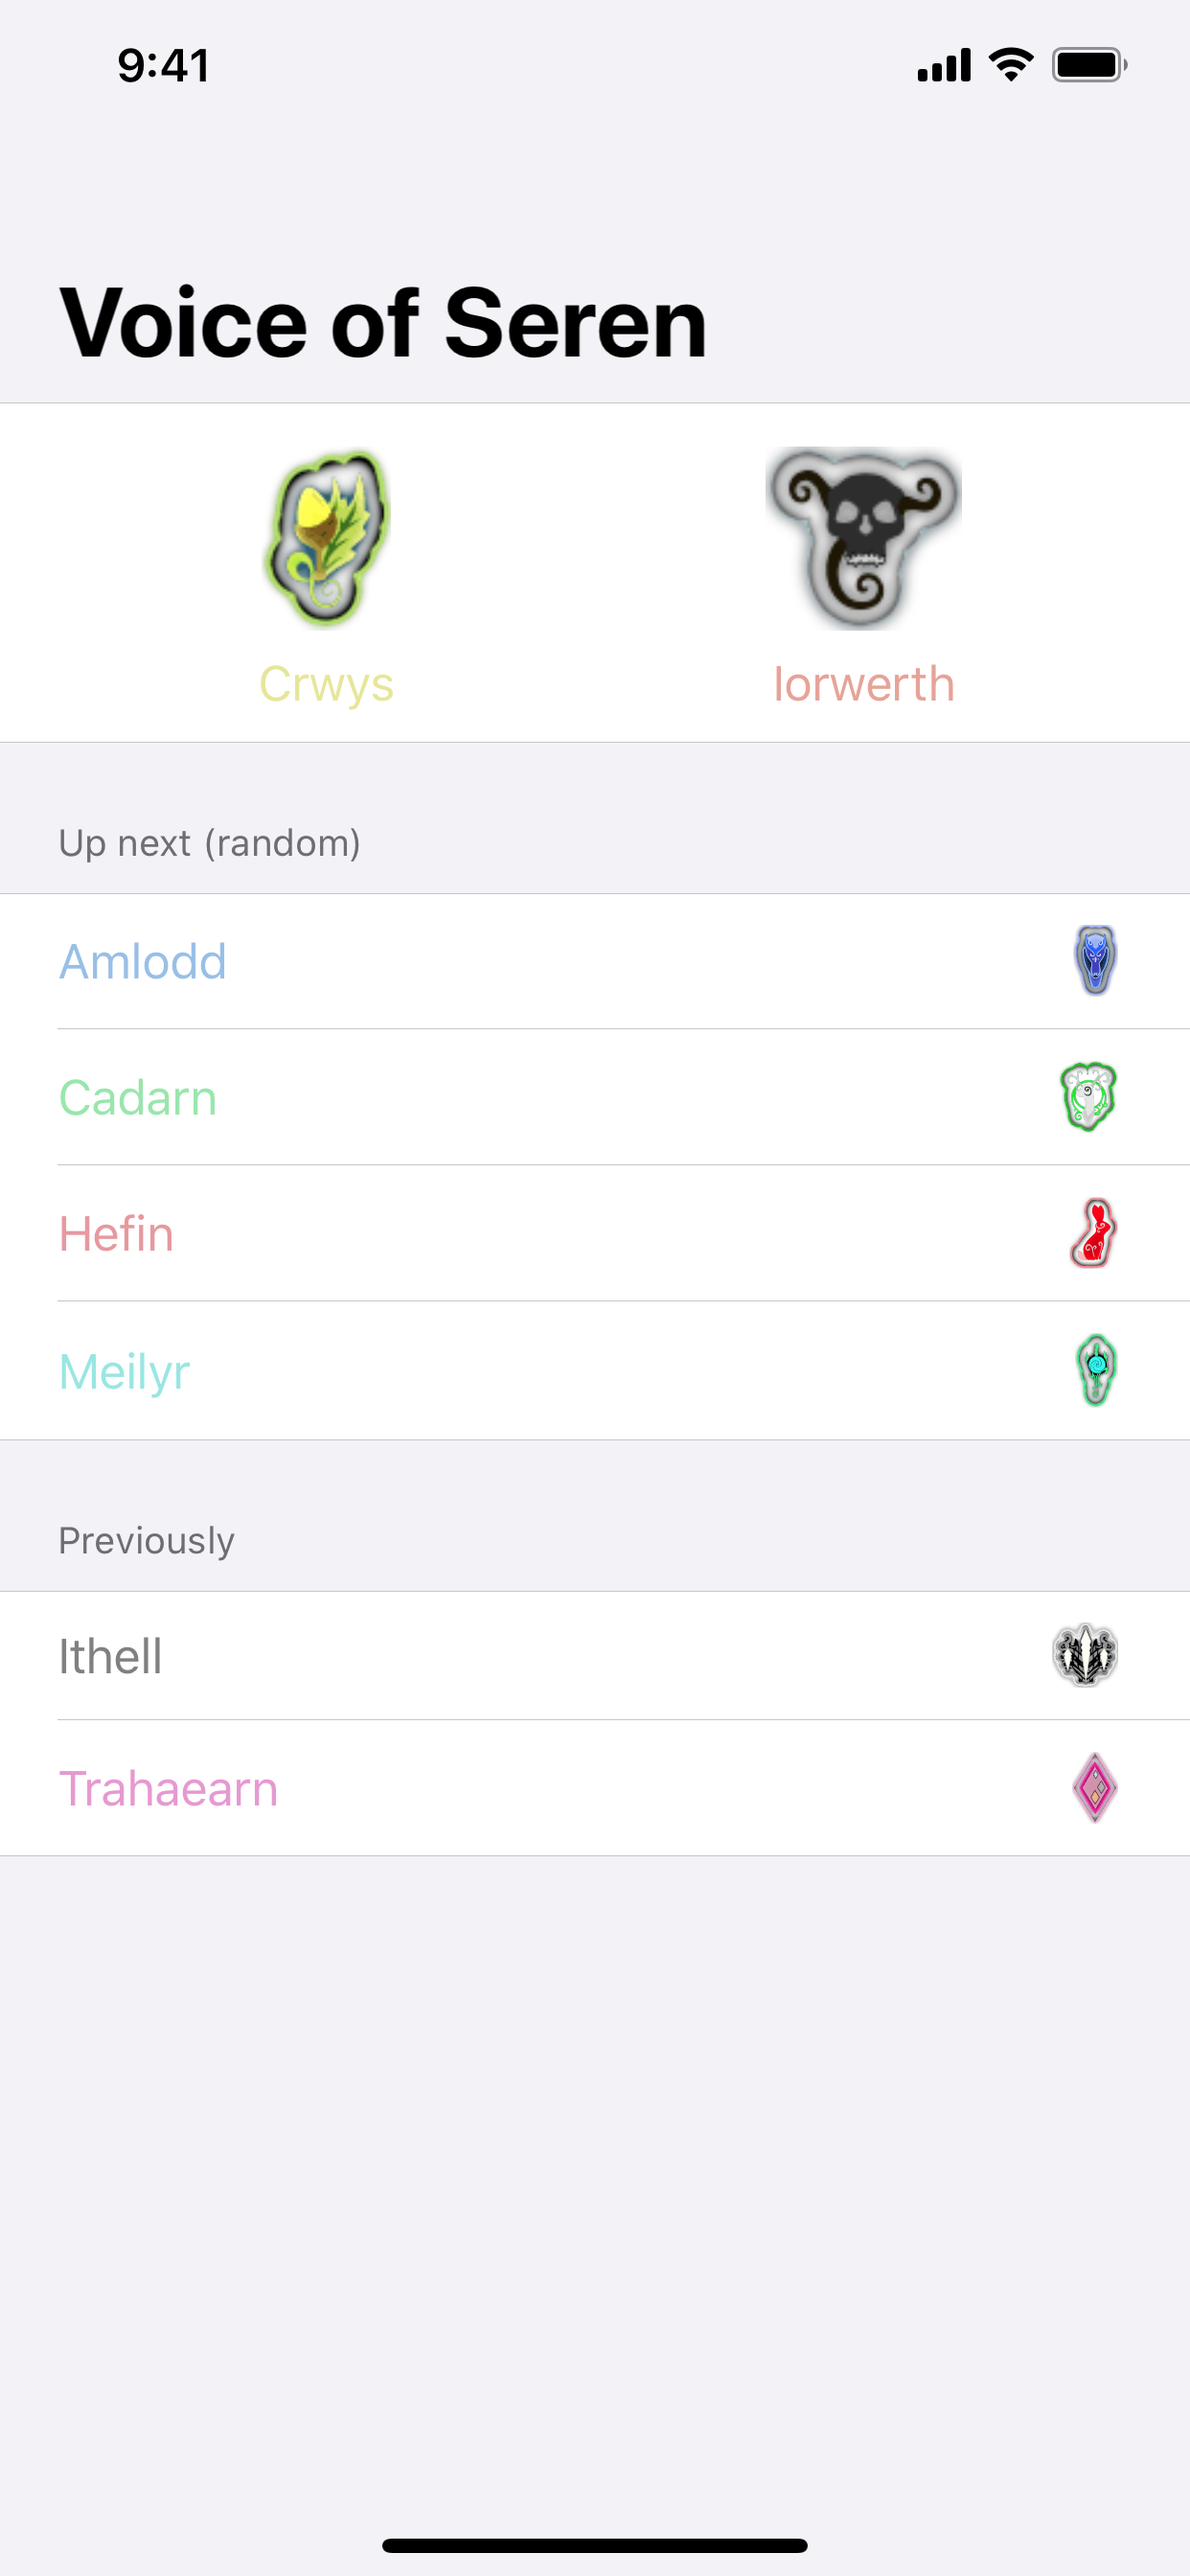 9:41
Voice of Seren
Crwys
Iorwerth
Up next (random)
Amlodd
Cadarn
Hefin
Meilyr
Previously
Ithell
Trahaearn